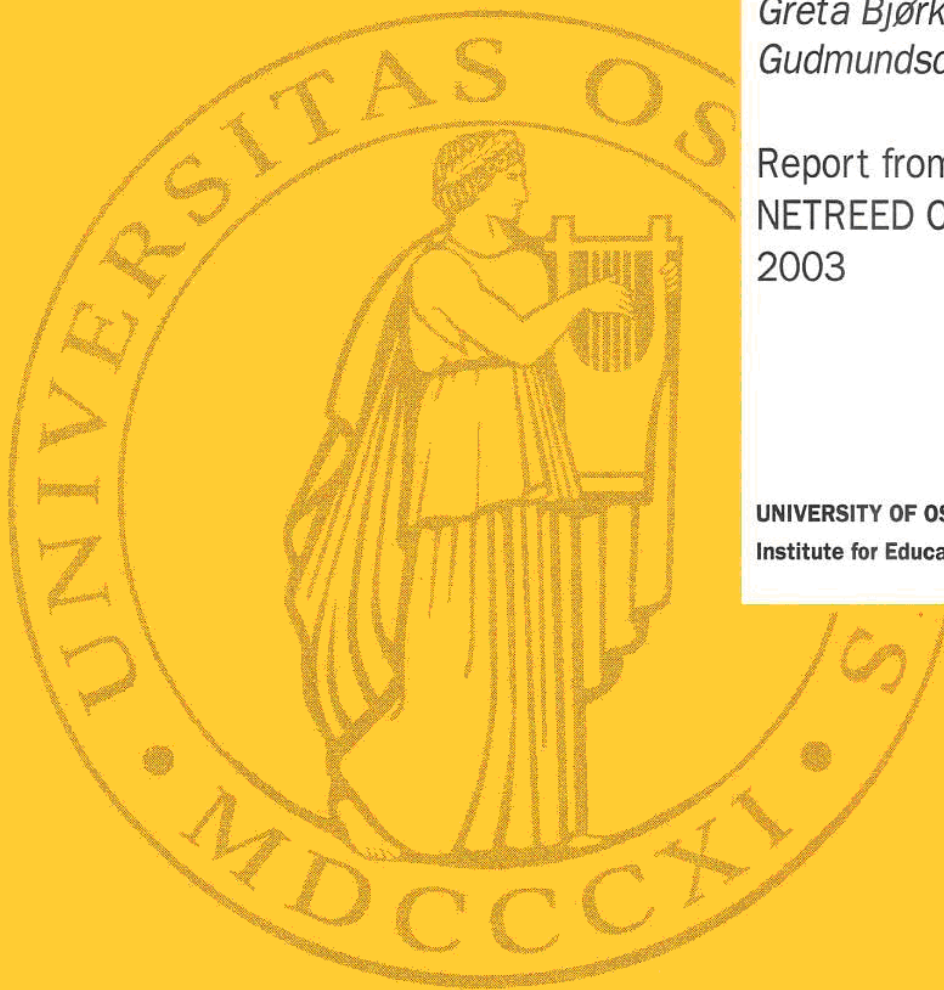 Greta Bjørk
Gudmundsd
Report from
NETREED C
2003
UNIVERSITY OF OS
Institute for Educa
UNIVERSITAS OS S
MDCCCXI